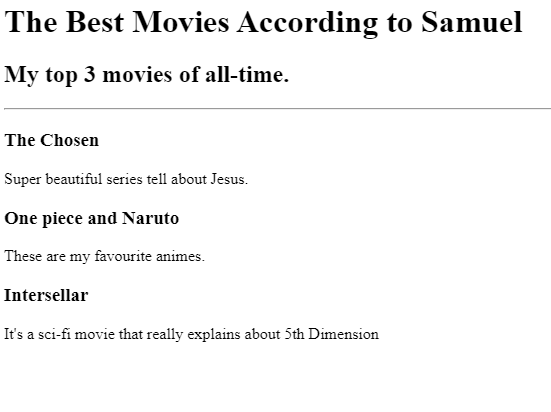 The Best Movies According to Samuel
My top 3 movies of all-time.
The Chosen
Super beautiful series tell about Jesus.
One piece and Naruto
These are my favourite animes.
Intersellar
It's a sci-fi movie that really explains about 5th Dimension